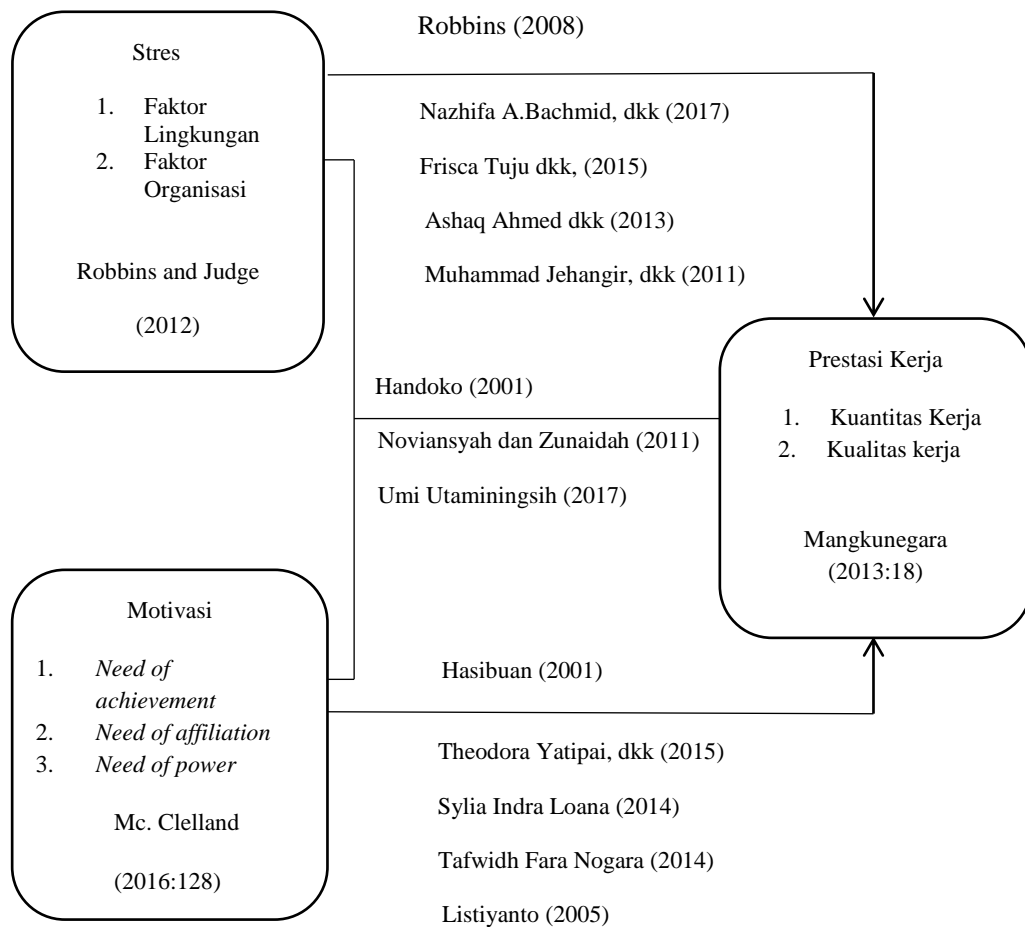 Robbins (2008)
Stres
1. Faktor
Lingkungan
2. Faktor
Organisasi
Robbins and Judge
(2012)
Nazhifa A.Bachmid, dkk (2017)
Frisca Tuju dkk, (2015)
Ashaq Ahmed dkk (2013)
Muhammad Jehangir, dkk (2011)
Handoko (2001)
Noviansyah dan Zunaidah (2011)
Umi Utaminingsih (2017)
Prestasi Kerja
1. Kuantitas Kerja
2. Kualitas kerja
Mangkunegara
(2013:18)
Motivasi
1. Need of
achievement
2. Need of affiliation
3. Need of power
Mc. Clelland
(2016:128)
Hasibuan (2001)
Theodora Yatipai, dkk (2015)
Sylia Indra Loana (2014)
Tafwidh Fara Nogara (2014)
Listiyanto (2005)